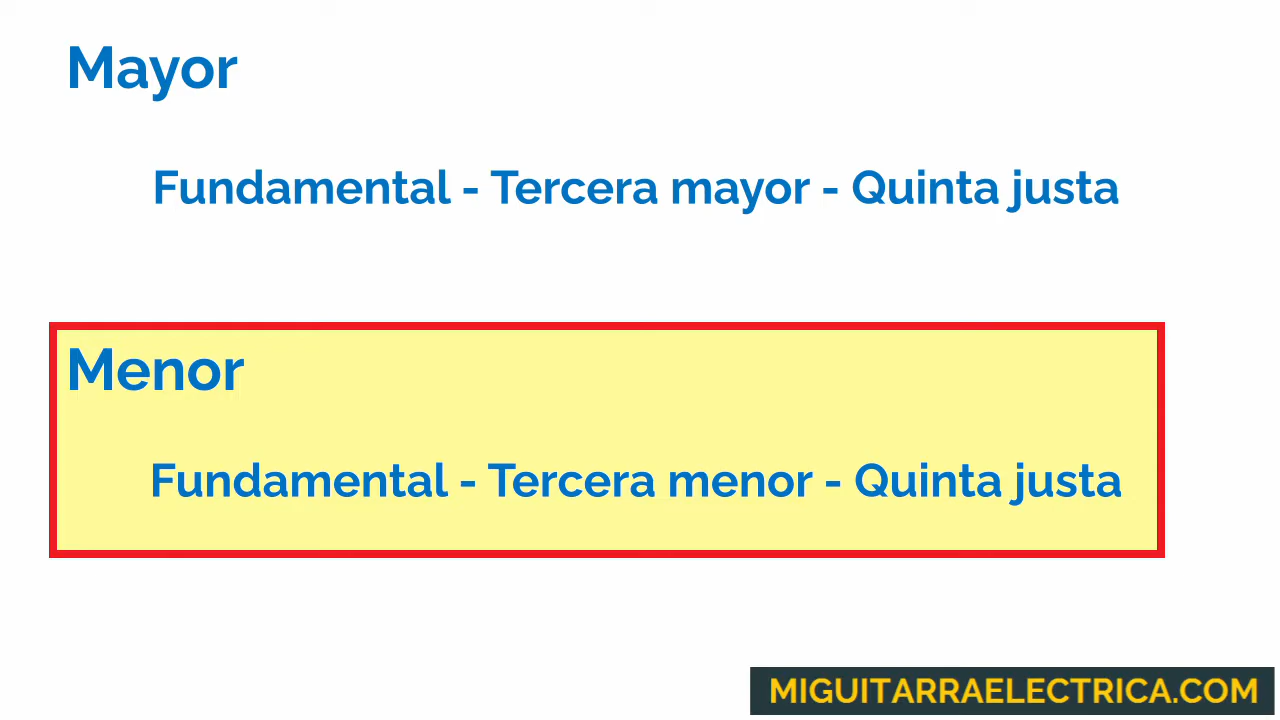 Mayor
Fundamental - Tercera mayor - Quinta justa
Menor
Fundamental - Tercera menor - Quinta justa
MIGUITARRAELECTRICA.COM